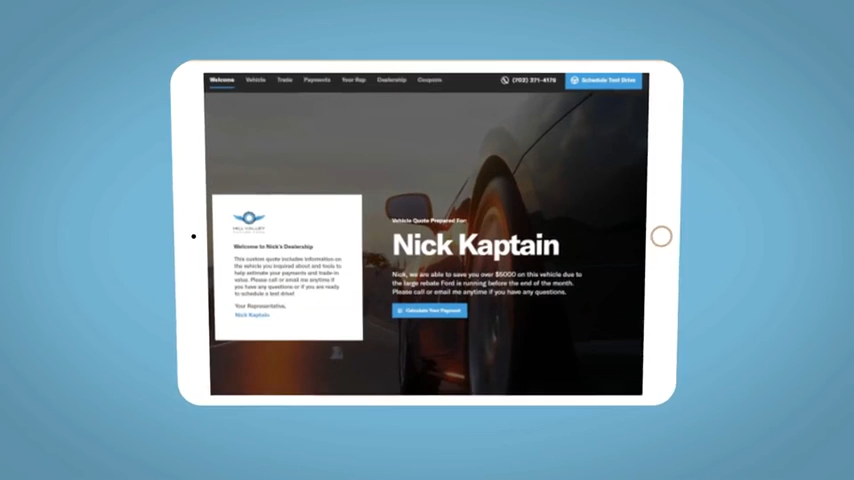 Welcome Vehicle Trade Payments Your Rep Dealership Coupons (702) 271-4176 Schedule Test Drive
Welcome to Nick's Dealership
This custom quote includes information on
the vehicle you inquired about and tools to
help estimate your payments and trade-in
value. Please call or email me anytime if
you have any questions or if you are ready
to schedule a test drive!
Your Representative,
Nick Kaptain
Vehicle Quote Prepared For:
Nick Kaptain
Nick, we are able to save you over $6000 on this vehicle due to
the large rebate Ford is running before the end of the month.
Please call or email me anytime if you have any questions.
Calculate Your Payment